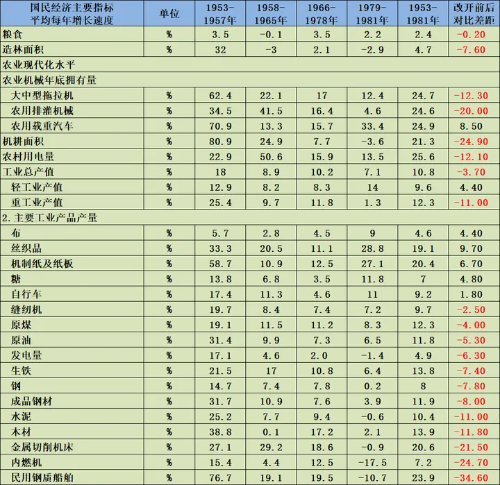 国民经济主要指标 平均每年增长速度 单位 1953-1957年 1958-1965年 1966-1978年 1979-1981年 1953-1981年 改开前后对比差距
粮食 % 3.5 -0.1 3.5 2.2 2.4 -0.20
造林面积 % 32 -3 2.1 -2.9 4.7 -7.60
农业现代化水平
农业机械年底拥有量
大中型拖拉机 % 62.4 22.1 17 12.4 24.7 -12.30
农用排灌机械 % 34.5 41.5 16.4 4.6 24.6 -20.00
农用载重汽车 % 70.9 13.3 15.7 33.4 24.9 8.50
机耕面积 % 80.9 24.9 7.7 -3.6 21.3 -24.90
农村用电量 % 22.9 50.6 15.9 13.5 25.6 -12.10
工业总产值 % 18 8.9 10.2 7.1 10.8 -3.70
轻工业产值 % 12.9 8.2 8.3 14 9.6 4.40
重工业产值 % 25.4 9.7 11.8 1.3 12.3 -11.00
2.主要工业产品产量
布 % 5.7 2.8 4.5 9 4.6 4.40
丝织品 % 33.3 20.5 11.1 28.8 19.1 9.70
机制纸及纸板 % 58.7 10.9 12.5 27.1 20.4 6.70
糖 % 13.8 6.8 3.5 11.8 7 4.80
自行车 % 17.4 11.3 4.6 11 9.2 1.80
缝纫机 % 19.7 8.4 7.4 7.2 9.7 -2.50
原煤 % 19.1 11.5 11.2 8.3 12.3 -4.00
原油 % 31.4 9.9 7.3 6.5 11.8 -5.30
发电量 % 17.1 4.6 2.0 -1.4 4.9 -6.30
生铁 % 21.5 17 10.8 6.4 13.8 -7.40
钢 % 14.7 7.4 7.8 0.2 8 -7.80
成品钢材 % 31.7 10.9 7.6 3.9 11.9 -8.00
水泥 % 25.2 7.7 9.4 -0.6 10.4 -11.00
木材 % 38.8 0.1 17.2 2.1 13.9 -11.80
金属切削机床 % 27.1 29.2 18.6 -0.9 20.6 -21.50
内燃机 % 15.4 4.4 12.5 -17.5 7.2 -24.70
民用钢质船舶 % 76.7 19.1 19.5 -10.7 23.9 -34.60